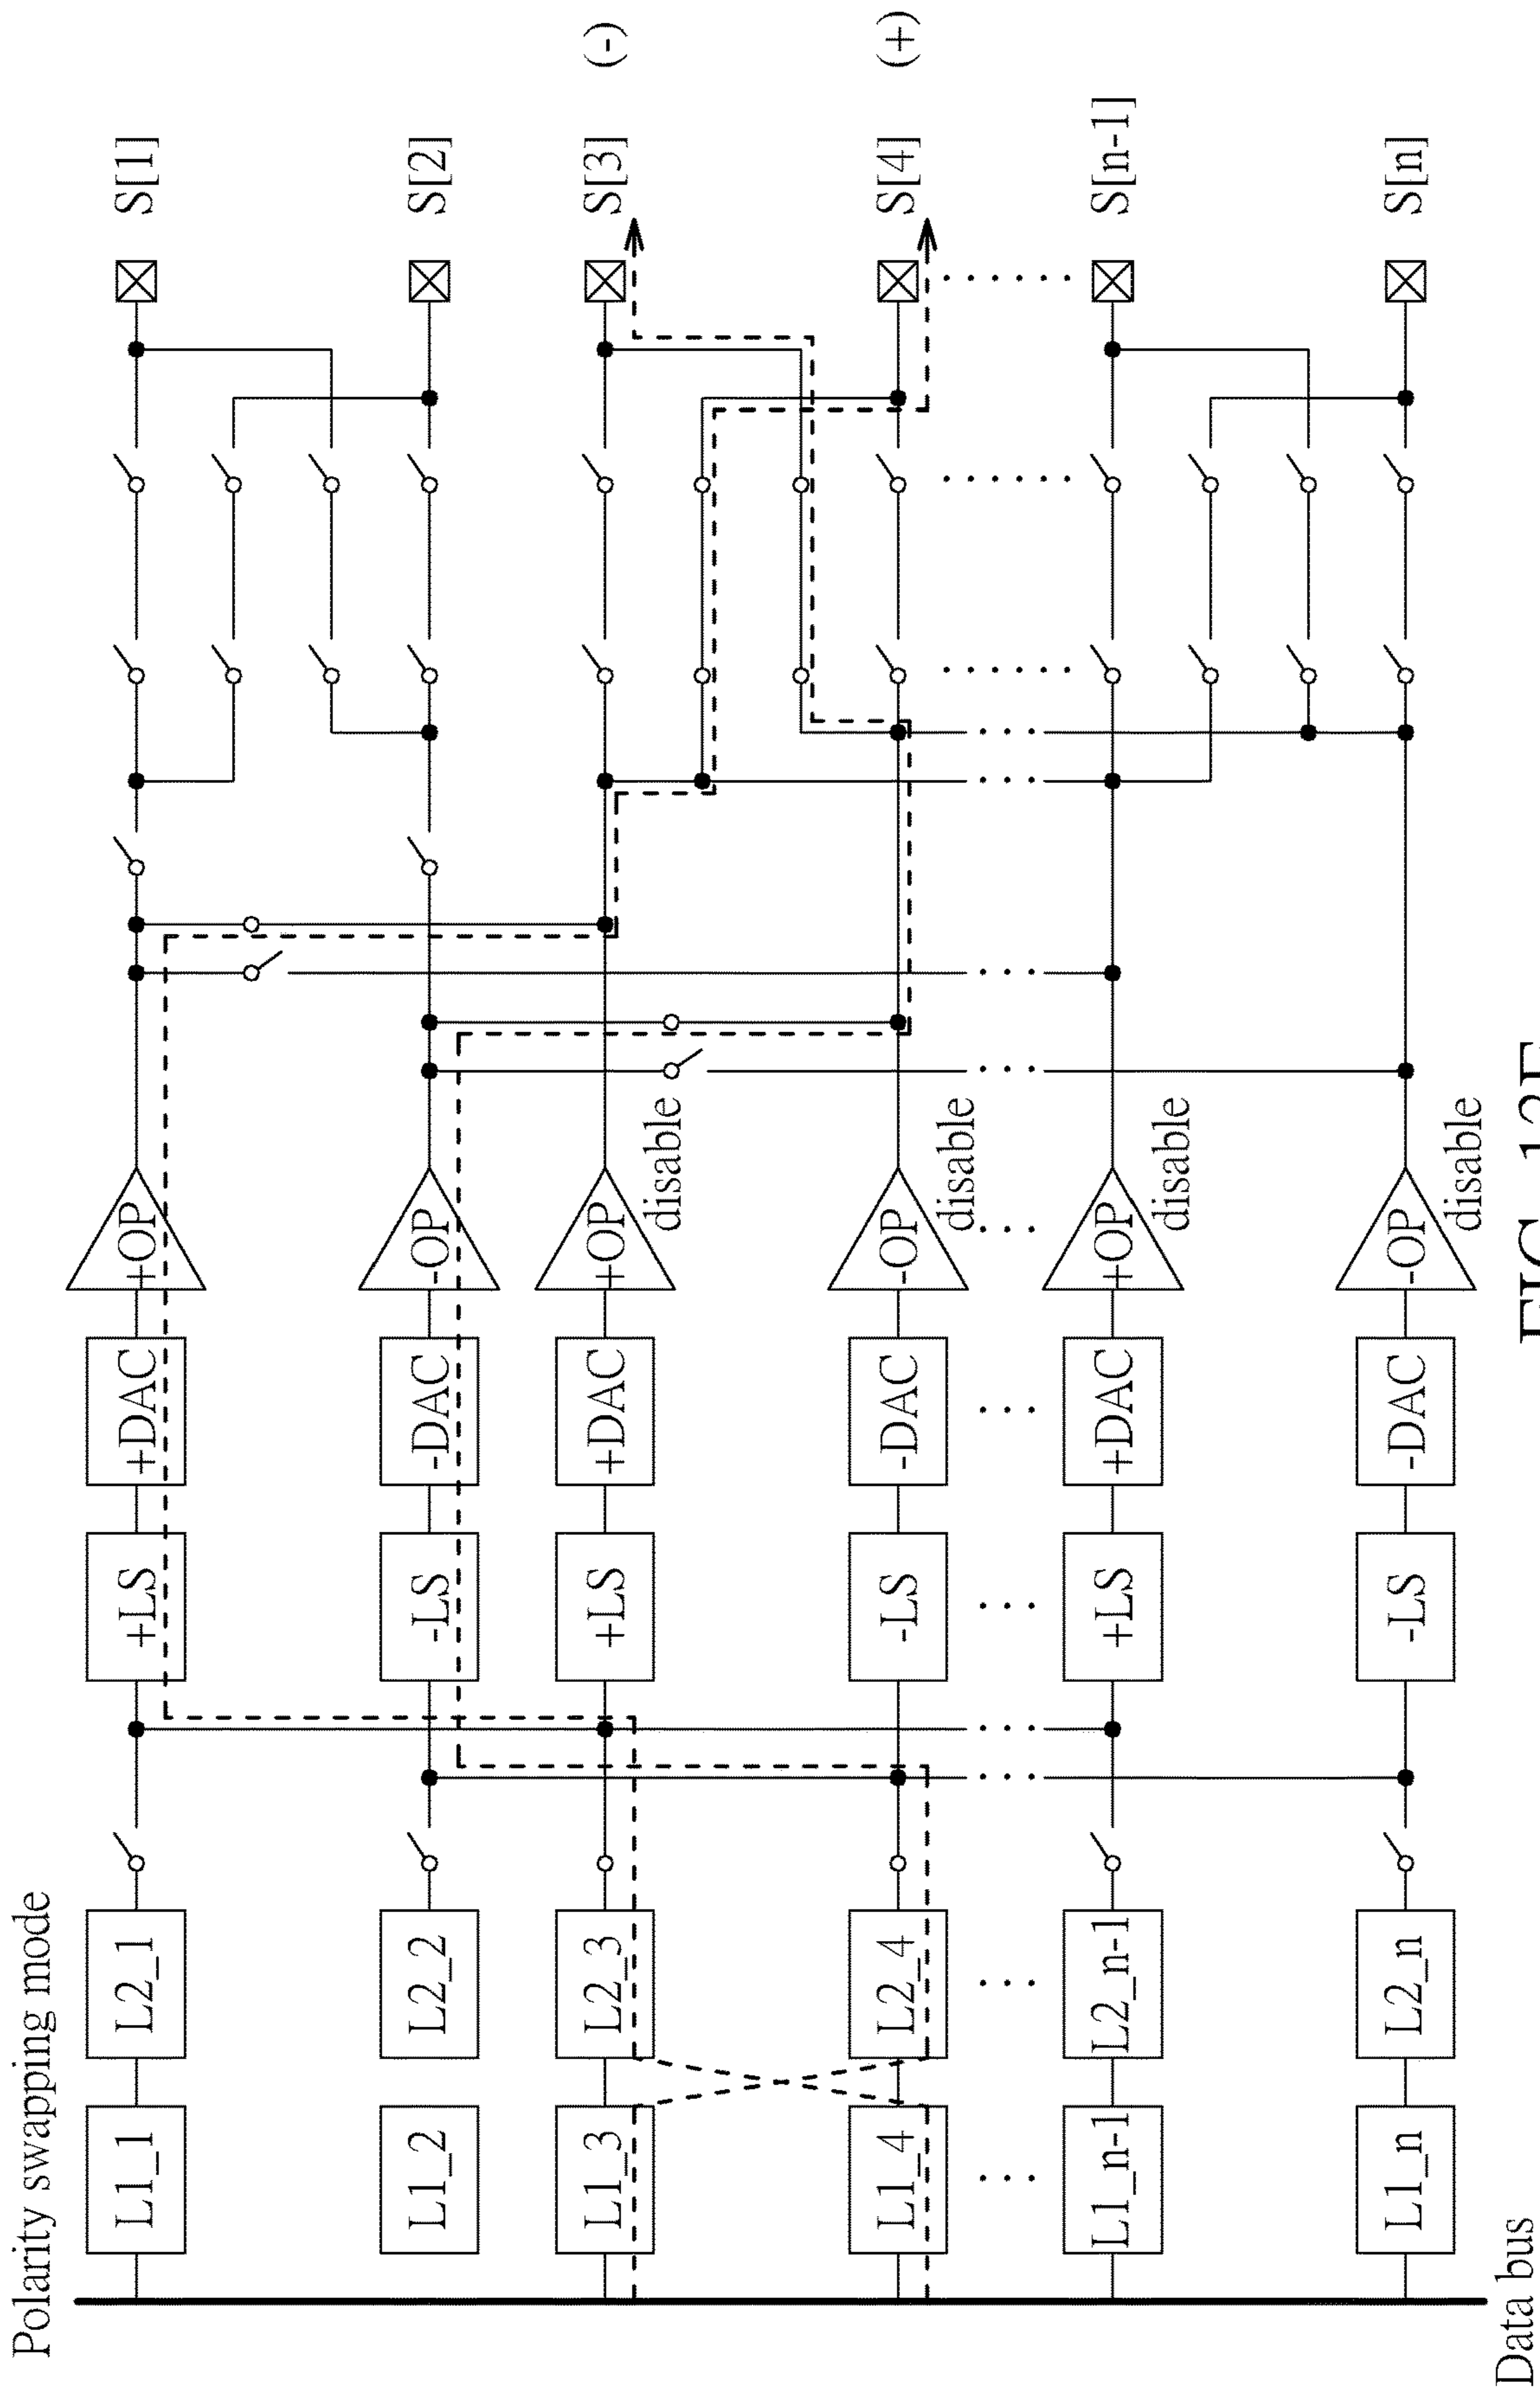 Polarity swapping mode
L1_1 L2_1 +LS +DAC +OP S[1]
L1_2 L2_2 -LS -DAC -OP S[2]
L1_3 L2_3 +LS +DAC +OP S[3] (-)
disable
L1_4 L2_4 -LS -DAC -OP S[4] (+)
disable
L1_n-1 L2_n-1 +LS +DAC +OP S[n-1]
disable
L1_n L2_n -LS -DAC -OP S[n]
disable
Data bus